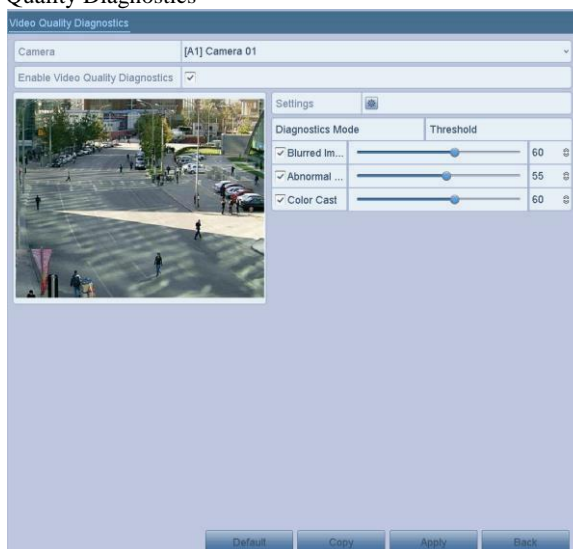 Quality Diagnostics
Video Quality Diagnostics
Camera [A1] Camera 01
Enable Video Quality Diagnostics
Settings
Diagnostics Mode Threshold
Blurred Im... 60
Abnormal ... 55
Color Cast 60
Default Copy Apply Back